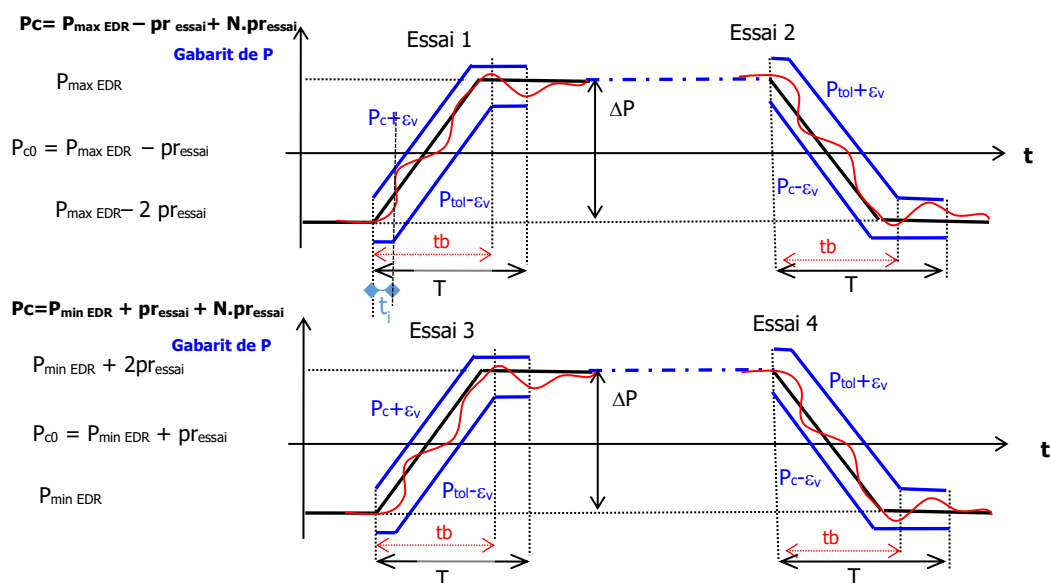 Pc= Pmax EDR – pr essai+ N.pressai
Gabarit de P
Essai 1
Essai 2
Pmax EDR
Pc+εv
ΔP
Ptol+εv
Pc0 = Pmax EDR – pressai
t
Pmax EDR– 2 pressai
Ptol-εv
Pc-εv
tb
tb
T
T
ti
Pc=Pmin EDR + pressai + N.pressai
Gabarit de P
Essai 3
Essai 4
Pmin EDR + 2pressai
Pc+εv
ΔP
Ptol+εv
Pc0 = Pmin EDR + pressai
t
Pmin EDR
Ptol-εv
Pc-εv
tb
tb
T
T